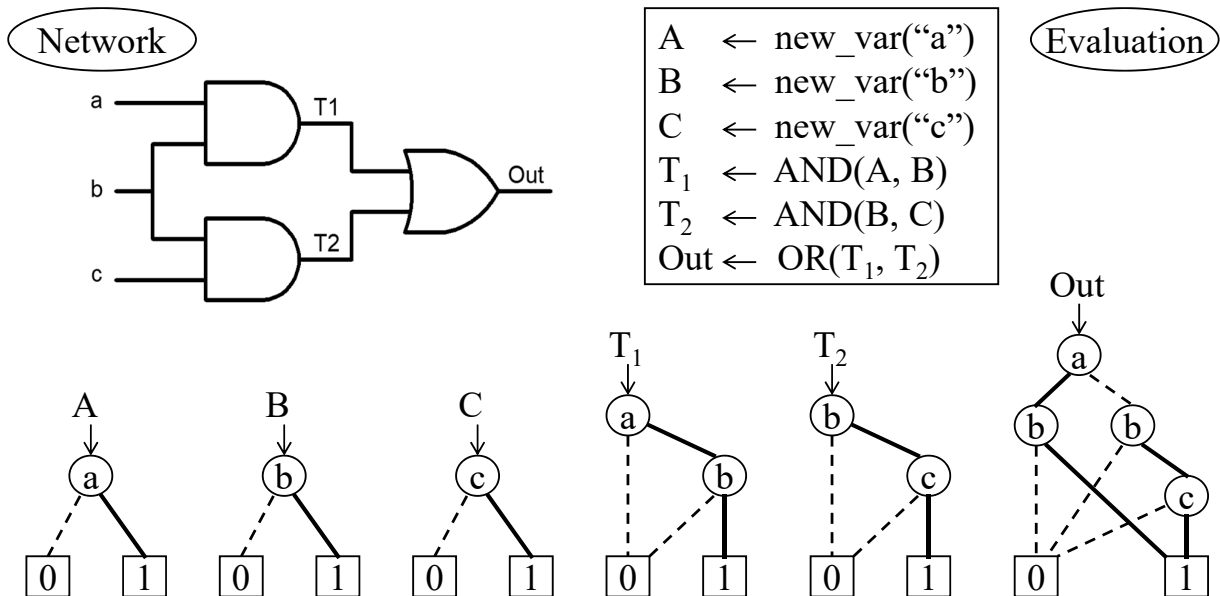 Network
a
b
c
T1
T2
Out
A ← new_var(“a”)
B ← new_var(“b”)
C ← new_var(“c”)
T₁ ← AND(A, B)
T₂ ← AND(B, C)
Out ← OR(T₁, T₂)
Evaluation
A
a
0 1
B
b
0 1
C
c
0 1
T₁
a
b
0 1
T₂
b
c
0 1
Out
a
b b
c
0 1